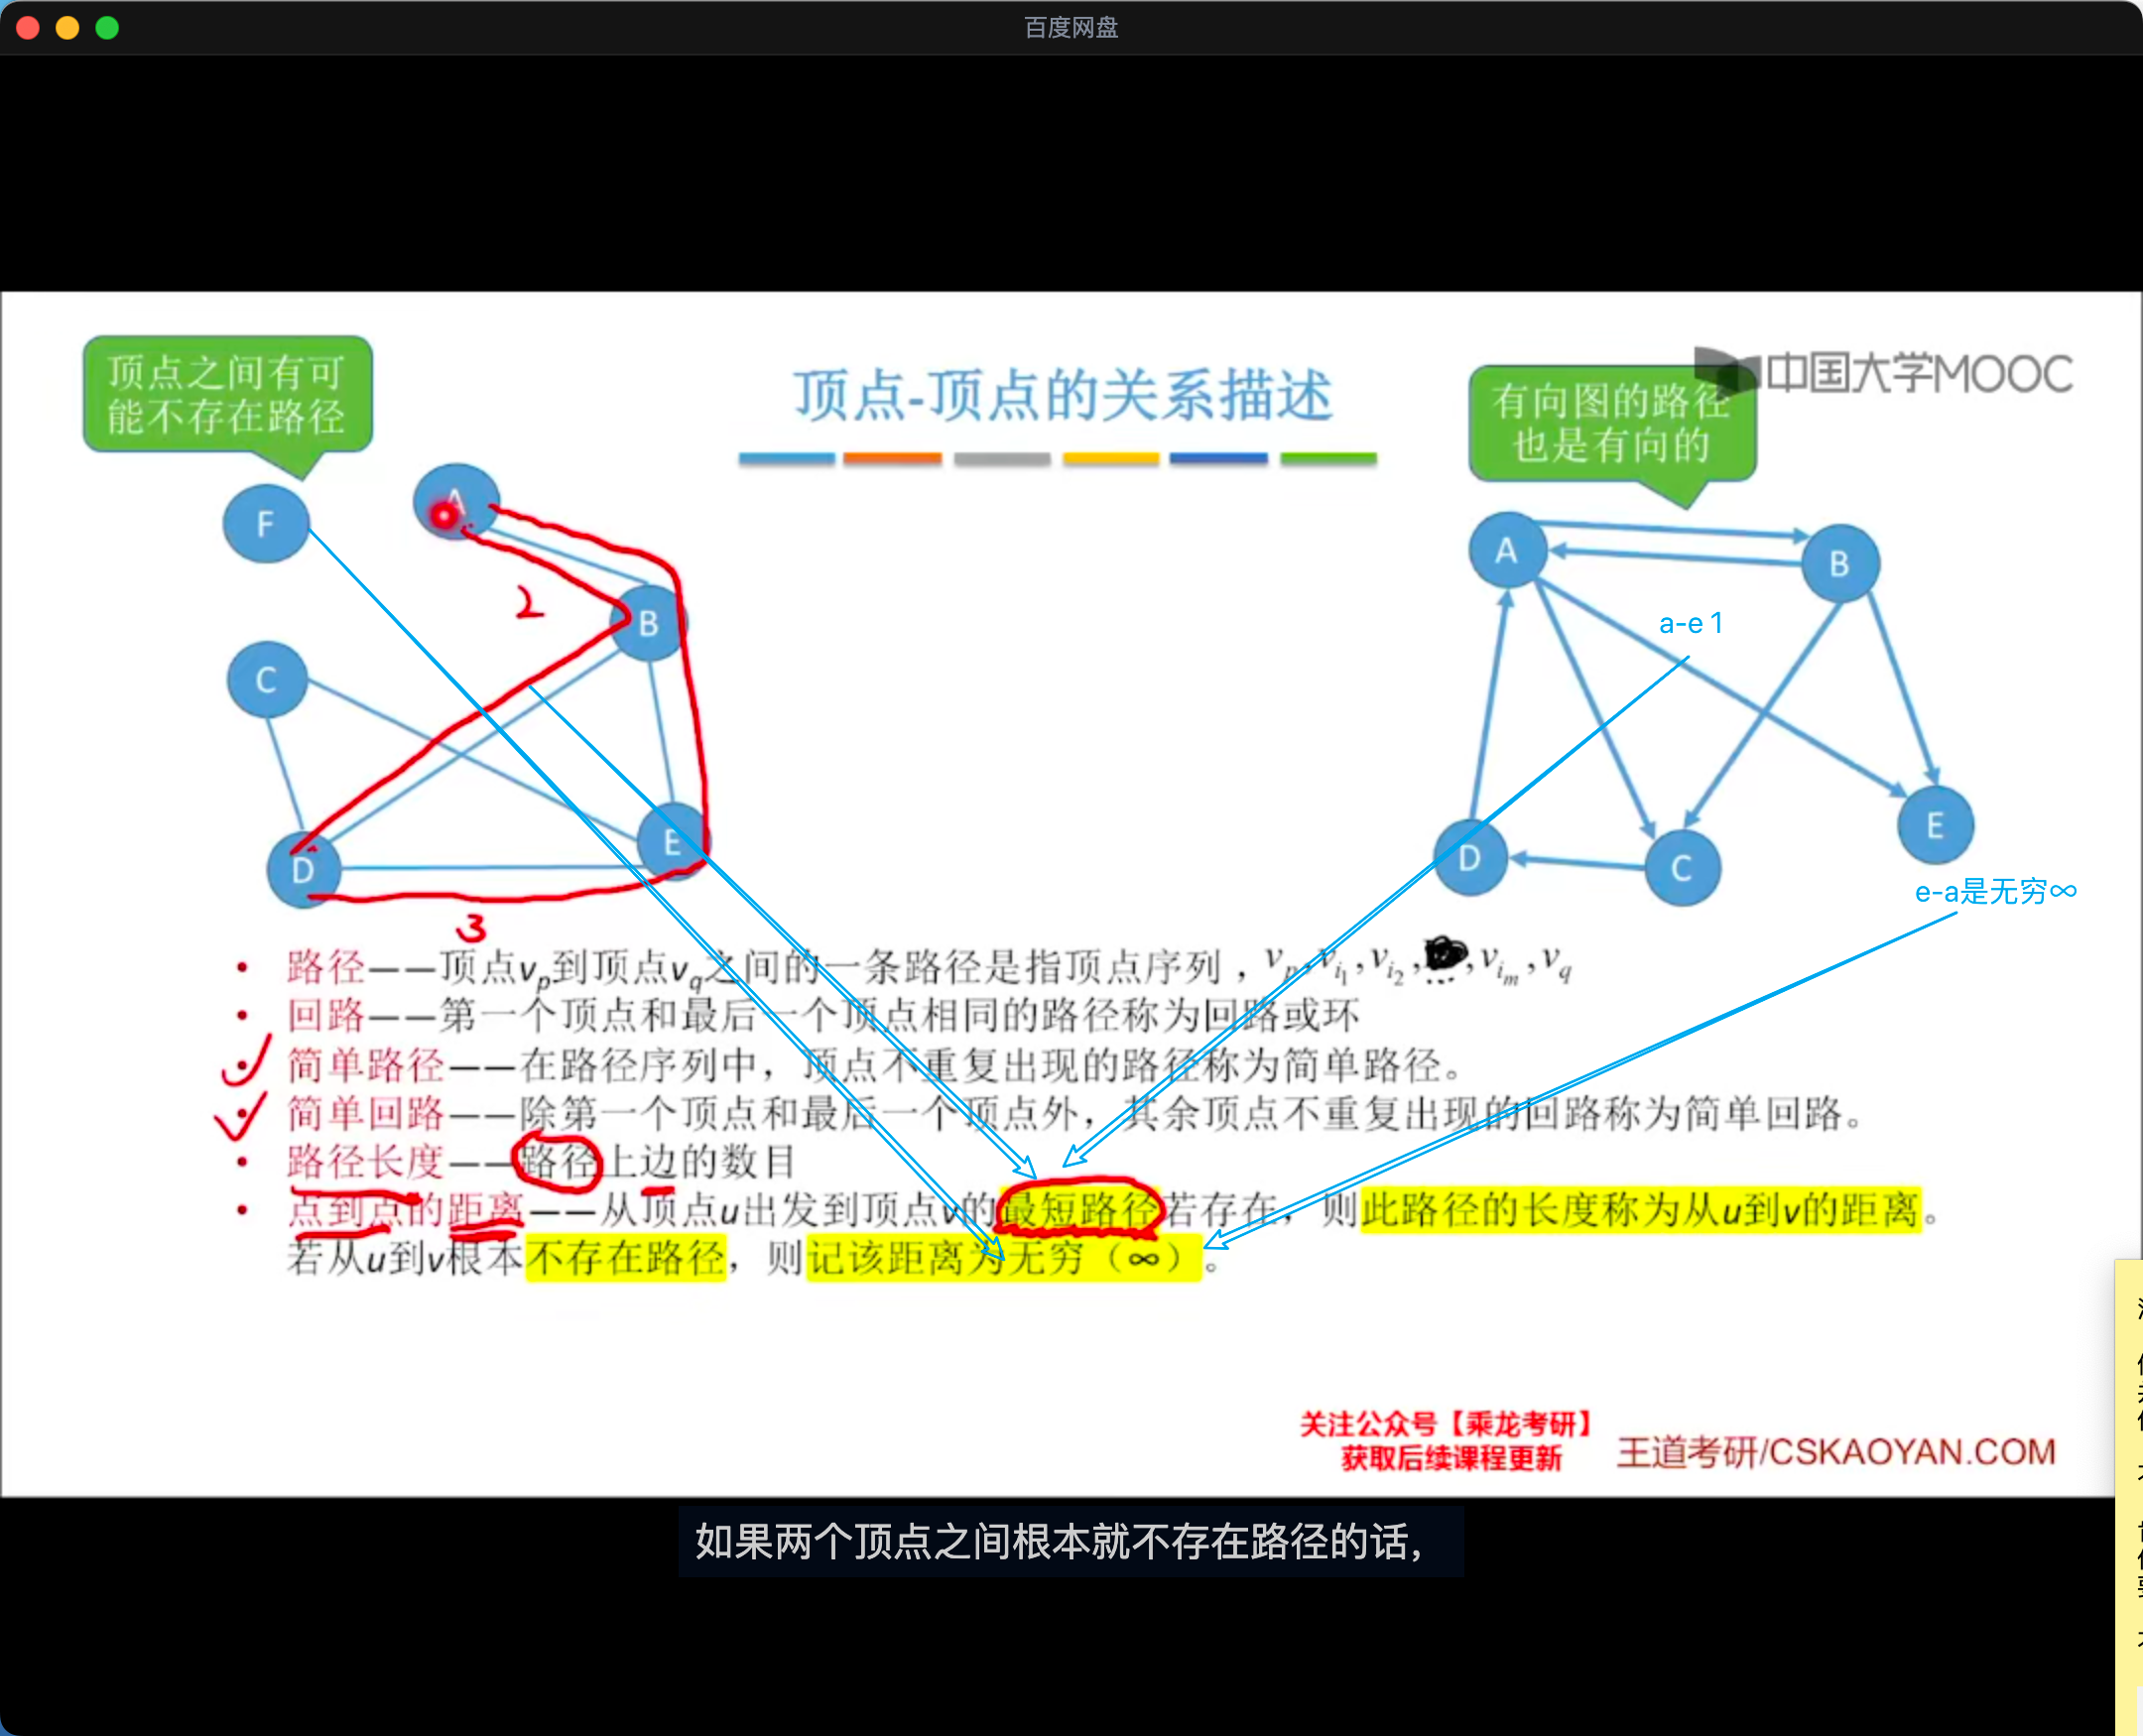 百度网盘
顶点之间有可
能不存在路径
顶点-顶点的关系描述
中国大学MOOC
有向图的路径
也是有向的
F
A
B
C
D
E
2
3
A
B
a-e 1
D
C
E
e-a是无穷∞
• 路径——顶点vp到顶点vq之间的一条路径是指顶点序列，vp,vi1,vi2, ,vim,vq
• 回路——第一个顶点和最后一个顶点相同的路径称为回路或环
• 简单路径——在路径序列中，顶点不重复出现的路径称为简单路径。
• 简单回路——除第一个顶点和最后一个顶点外，其余顶点不重复出现的回路称为简单回路。
• 路径长度——路径上边的数目
• 点到点的距离——从顶点u出发到顶点v的最短路径若存在，则此路径的长度称为从u到v的距离。
若从u到v根本不存在路径，则记该距离为无穷（∞）。
关注公众号【乘龙考研】
获取后续课程更新
王道考研/CSKAOYAN.COM
如果两个顶点之间根本就不存在路径的话,